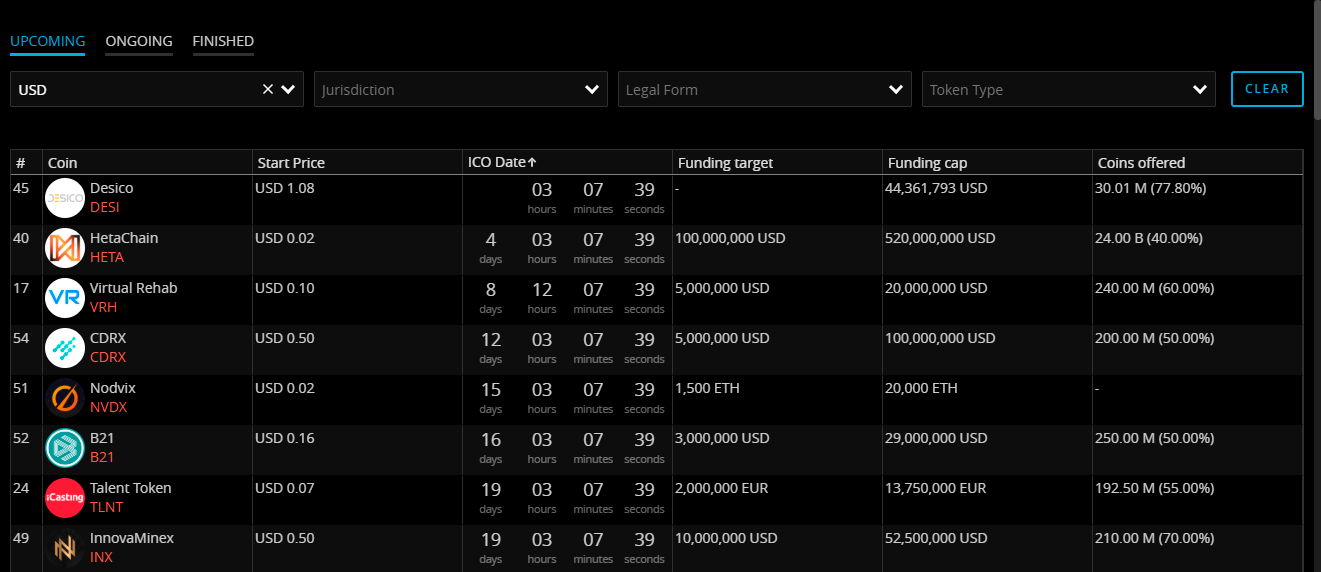 UPCOMING ONGOING FINISHED
USD Jurisdiction Legal Form Token Type CLEAR
# Coin Start Price ICO Date↑ Funding target Funding cap Coins offered
45 DESICO Desico USD 1.08 03 07 39 - 44,361,793 USD 30.01 M (77.80%)
DESI hours minutes seconds
40 HetaChain USD 0.02 4 03 07 39 100,000,000 USD 520,000,000 USD 24.00 B (40.00%)
HETA days hours minutes seconds
17 VR Virtual Rehab USD 0.10 8 12 07 39 5,000,000 USD 20,000,000 USD 240.00 M (60.00%)
VRH days hours minutes seconds
54 CDRX USD 0.50 12 03 07 39 5,000,000 USD 100,000,000 USD 200.00 M (50.00%)
CDRX days hours minutes seconds
51 Nodvix USD 0.02 15 03 07 39 1,500 ETH 20,000 ETH -
NVDX days hours minutes seconds
52 B21 USD 0.16 16 03 07 39 3,000,000 USD 29,000,000 USD 250.00 M (50.00%)
B21 days hours minutes seconds
24 iCasting Talent Token USD 0.07 19 03 07 39 2,000,000 EUR 13,750,000 EUR 192.50 M (55.00%)
TLNT days hours minutes seconds
49 InnovaMinex USD 0.50 19 03 07 39 10,000,000 USD 52,500,000 USD 210.00 M (70.00%)
INX days hours minutes seconds